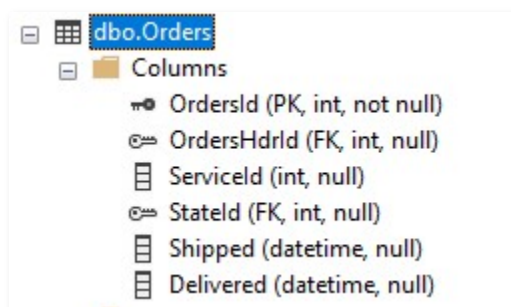 dbo.Orders
Columns
OrdersId (PK, int, not null)
OrdersHdrId (FK, int, null)
ServiceId (int, null)
StateId (FK, int, null)
Shipped (datetime, null)
Delivered (datetime, null)